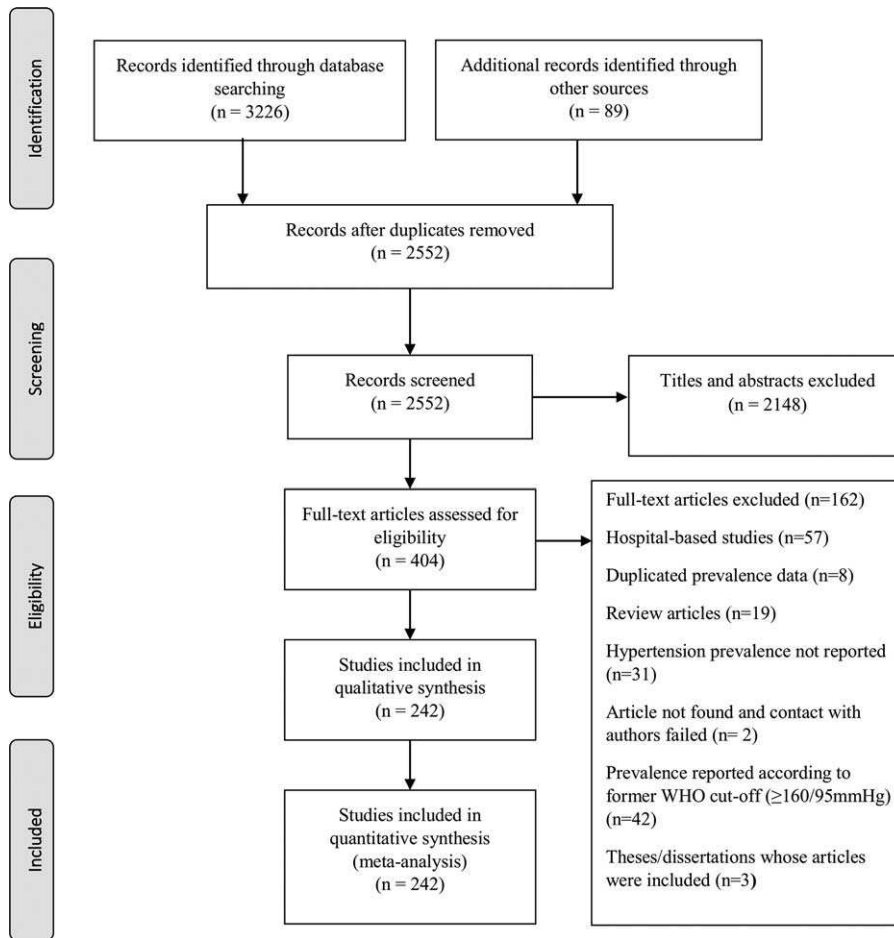 Identification
Records identified through database
searching
(n = 3226)
Additional records identified through
other sources
(n = 89)
Records after duplicates removed
(n = 2552)
Screening
Records screened
(n = 2552)
Titles and abstracts excluded
(n = 2148)
Eligibility
Full-text articles assessed for
eligibility
(n = 404)
Full-text articles excluded (n=162)
Hospital-based studies (n=57)
Duplicated prevalence data (n=8)
Review articles (n=19)
Hypertension prevalence not reported
(n=31)
Article not found and contact with
authors failed (n= 2)
Prevalence reported according to
former WHO cut-off (≥160/95mmHg)
(n=42)
Theses/dissertations whose articles
were included (n=3)
Studies included in
qualitative synthesis
(n = 242)
Included
Studies included in
quantitative synthesis
(meta-analysis)
(n = 242)